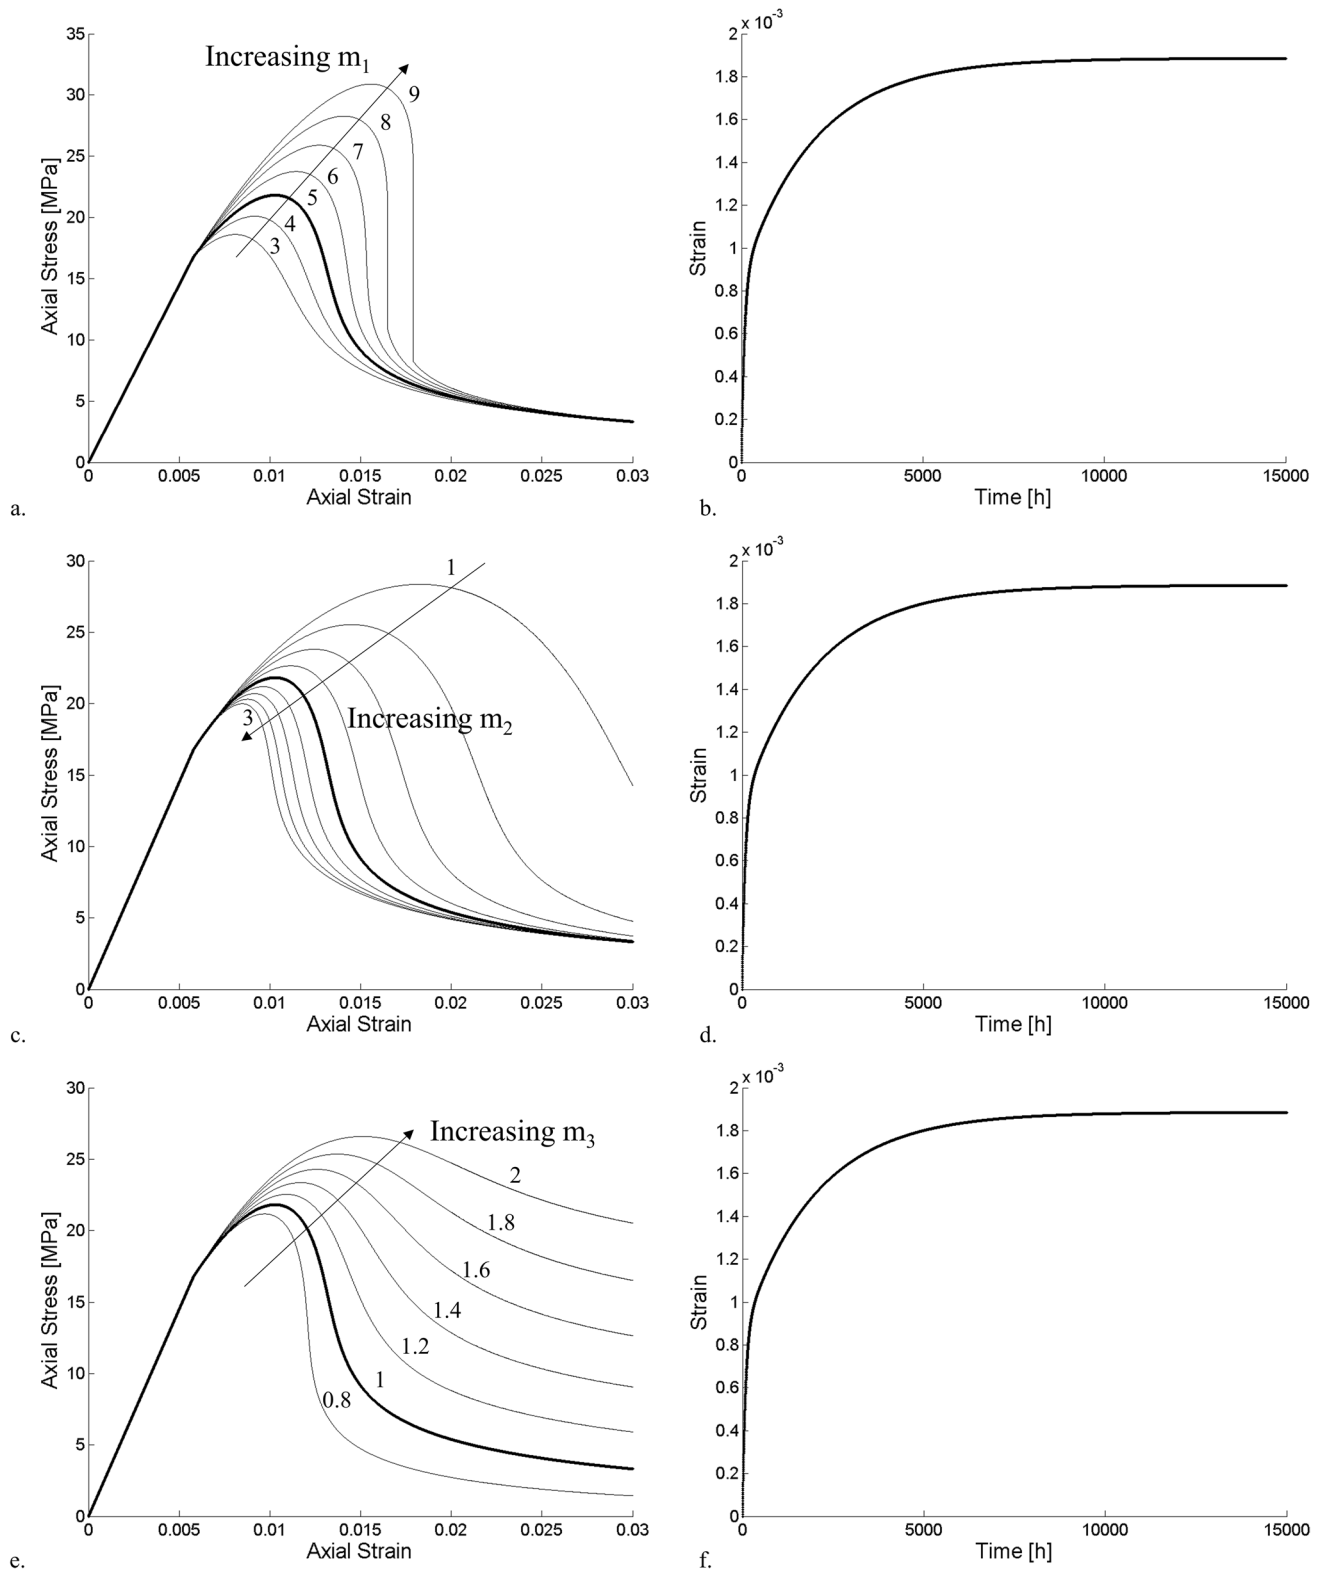 35
30
25
20
15
10
5
0
Axial Stress [MPa]
Increasing m1
9
8
7
6
5
4
3
0 0.005 0.01 0.015 0.02 0.025 0.03
Axial Strain
a.
2 x 10-3
1.8
1.6
1.4
1.2
1
0.8
0.6
0.4
0.2
0
Strain
0 5000 10000 15000
Time [h]
b.
30
25
20
15
10
5
0
Axial Stress [MPa]
1
Increasing m2
3
0 0.005 0.01 0.015 0.02 0.025 0.03
Axial Strain
c.
2 x 10-3
1.8
1.6
1.4
1.2
1
0.8
0.6
0.4
0.2
0
Strain
0 5000 10000 15000
Time [h]
d.
30
25
20
15
10
5
0
Axial Stress [MPa]
Increasing m3
2
1.8
1.6
1.4
1.2
1
0.8
0 0.005 0.01 0.015 0.02 0.025 0.03
Axial Strain
e.
2 x 10-3
1.8
1.6
1.4
1.2
1
0.8
0.6
0.4
0.2
0
Strain
0 5000 10000 15000
Time [h]
f.